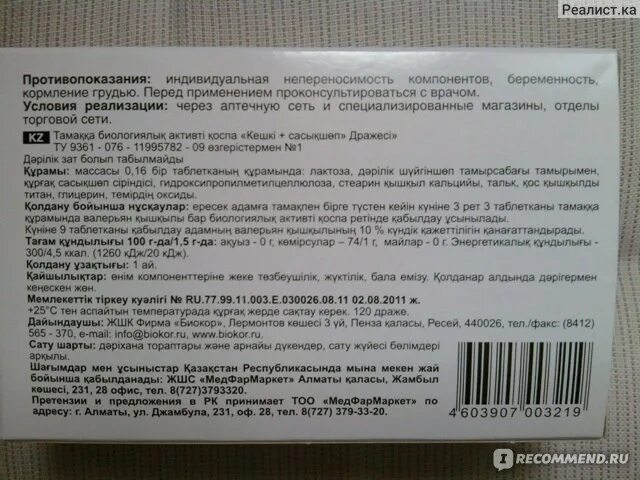 Реалист.ка
Противопоказания: индивидуальная непереносимость компонентов, беременность,
кормление грудью. Перед применением проконсультироваться с врачом.
Условия реализации: через аптечную сеть и специализированные магазины, отделы
торговой сети.
KZ Тамаққа биологиялық активті қоспа «Кешкі + сасықшөп» Дражесі»
ТУ 9361 - 076 - 11995782 - 09 өзгерістермен №1
Дәрілік зат болып табылмайды
Құрамы: массасы 0,16 бір таблетканың құрамында: лактоза, дәрілік шүйгіншөп тамырсабағы тамырымен,
құрғақ сасықшөп сіріндісі, гидроксипропилметилцеллюлоза, стеарин қышқыл кальцийы, тальк, қос қышқылды
титан, глицерин, темірдің оксиды.
Қолдану бойынша нұсқаулар: ересек адамға тамақпен бірге түстен кейін күніне 3 рет 3 таблетканы тамаққа
құрамында валерьян қышқылы бар биологиялық активті қоспа ретінде қабылдау ұсынылады.
Күніне 9 таблетканы қабылдау адамның валерьян қышқылының 10 % күндік қажеттілігін қанағаттандырады.
Тағам құндылығы 100 г-да/1,5 г-да: ақуыз - 0 г, көмірсулар – 74/1 г, майлар - 0 г. Энергетикалық құндылығы -
300/4,5 ккал. (1260 кДж/20 кДж).
Қолдану ұзақтығы: 1 ай.
Қайшылықтар: өнім компоненттеріне жеке төзбеушілік, жүктілік, бала емізу. Қолданар алдында дәрігермен
кеңескен жөн.
Мемлекеттік тіркеу куәлігі № RU.77.99.11.003.Е.030026.08.11 02.08.2011 ж.
+25°С тен аспайтын температурада құрғақ жерде сақтау керек. 120 драже.
Дайындаушы: ЖШК Фирма «Биокор», Лермонтов көшесі 3 үй, Пенза қаласы, Ресей, 440026, тел./факс: (8412)
565 - 370, e-mail: info@biokor.ru, www.biokor.ru.
Сату шарты: дәріхана тораптары және арнайы дүкендер, сату жүйесі бөлімдері
арқылы.
Шағымдар мен ұсыныстар Қазақстан Республикасында мына мекен жай
бойынша қабылданады: ЖШС «МедФарМаркет» Алматы қаласы, Жамбыл
көшесі, 231, 28 офис, тел. 8(727)3793320.
Претензии и предложения в РК принимает ТОО «МедФарМаркет» по
адресу: г. Алматы, ул. Джамбула, 231, оф. 28, тел. 8(727) 379-33-20.
4 603907 003219
IRECOMMEND.RU